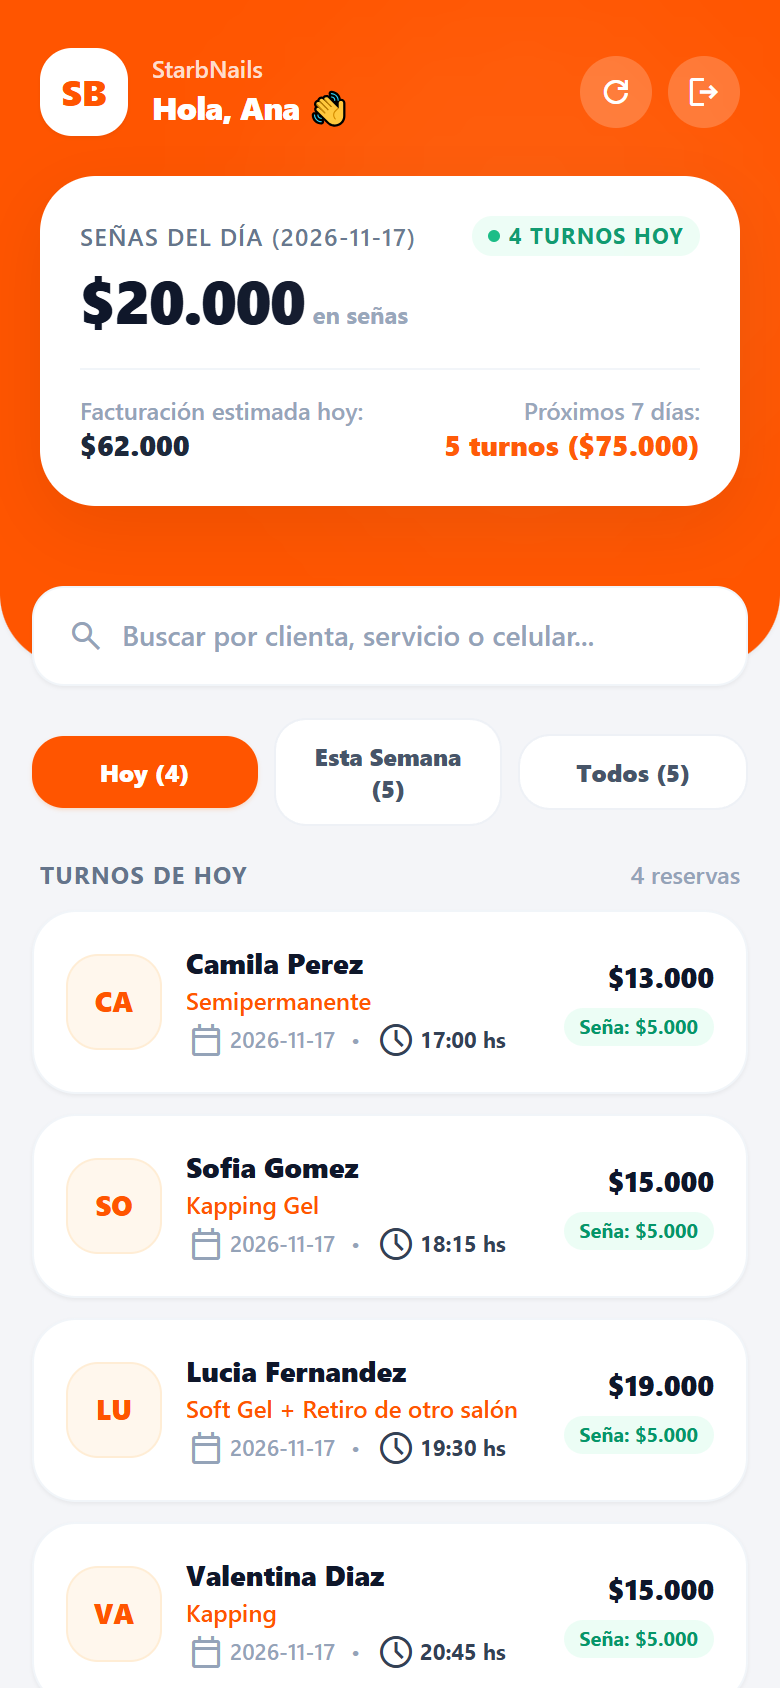 SB
StarbNails
Hola, Ana 👋
SEÑAS DEL DÍA (2026-11-17)
4 TURNOS HOY
$20.000 en señas
Facturación estimada hoy:
$62.000
Próximos 7 días:
5 turnos ($75.000)
Buscar por clienta, servicio o celular...
Hoy (4)
Esta Semana
(5)
Todos (5)
TURNOS DE HOY
4 reservas
CA
Camila Perez
Semipermanente
2026-11-17 • 17:00 hs
$13.000
Seña: $5.000
SO
Sofia Gomez
Kapping Gel
2026-11-17 • 18:15 hs
$15.000
Seña: $5.000
LU
Lucia Fernandez
Soft Gel + Retiro de otro salón
2026-11-17 • 19:30 hs
$19.000
Seña: $5.000
VA
Valentina Diaz
Kapping
2026-11-17 • 20:45 hs
$15.000
Seña: $5.000